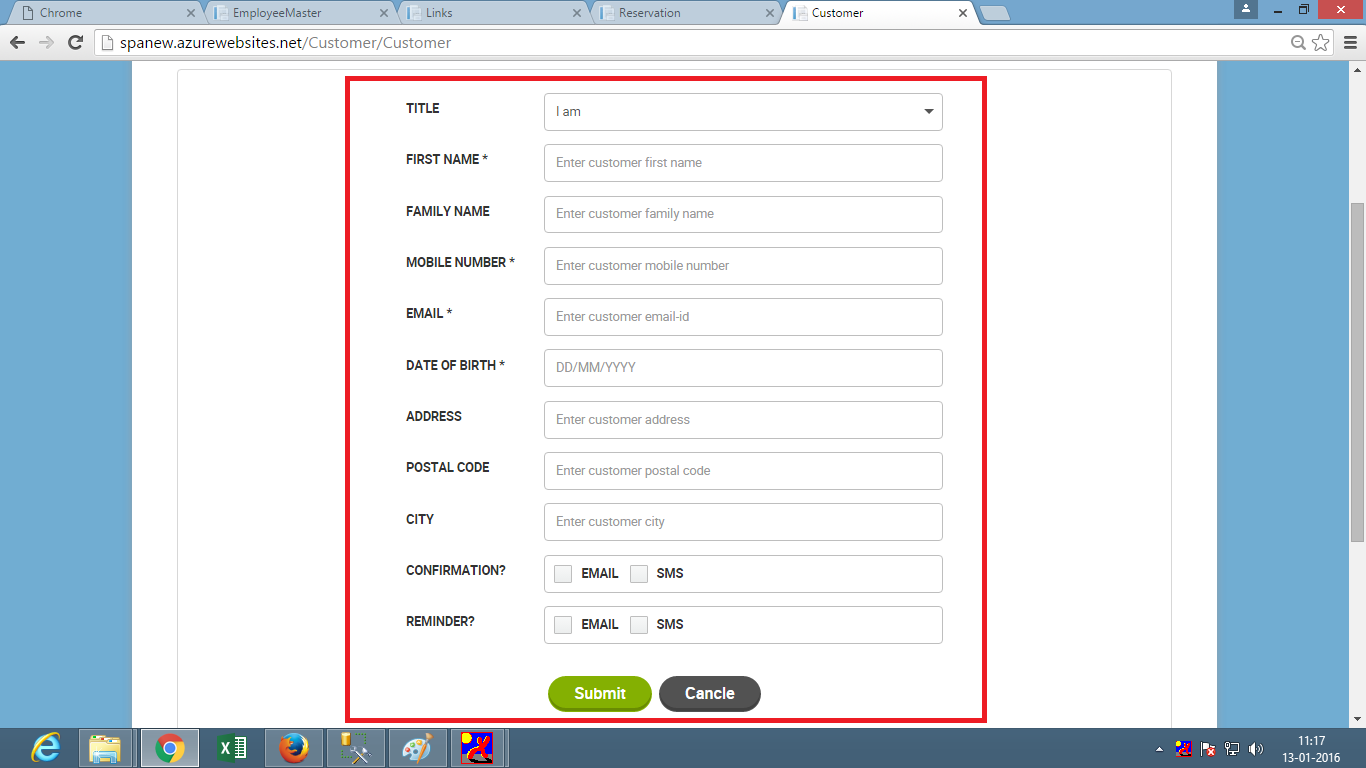 Chrome EmployeeMaster Links Reservation Customer
spanew.azurewebsites.net/Customer/Customer
TITLE I am
FIRST NAME * Enter customer first name
FAMILY NAME Enter customer family name
MOBILE NUMBER * Enter customer mobile number
EMAIL * Enter customer email-id
DATE OF BIRTH * DD/MM/YYYY
ADDRESS Enter customer address
POSTAL CODE Enter customer postal code
CITY Enter customer city
CONFIRMATION? EMAIL SMS
REMINDER? EMAIL SMS
Submit Cancle
11:17
13-01-2016